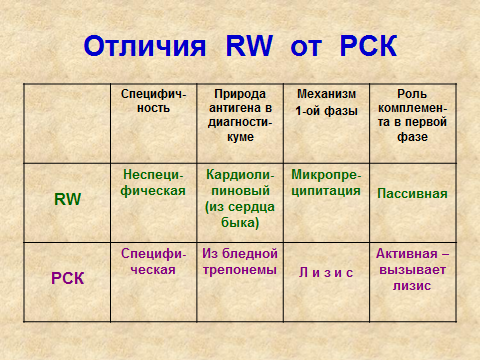 Отличия RW от РСК
Специфич-
ность
Природа
антигена в
диагности-
куме
Механизм
1-ой фазы
Роль
комплемен-
та в первой
фазе
RW
Неспеци-
фическая
Кардиоли-
пиновый
(из сердца
быка)
Микропре-
ципитация
Пассивная
РСК
Специфи-
ческая
Из бледной
трепонемы
Л и з и с
Активная –
вызывает
лизис